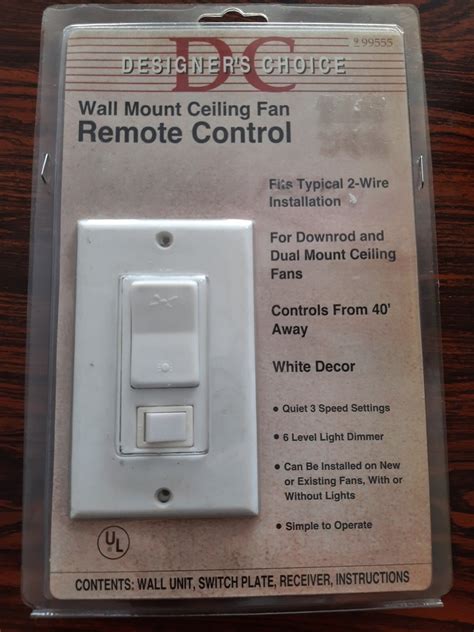 DC
99555
DESIGNER'S CHOICE
Wall Mount Ceiling Fan
Remote Control
Fits Typical 2-Wire
Installation
For Downrod and
Dual Mount Ceiling
Fans
Controls From 40'
Away
White Decor
• Quiet 3 Speed Settings
• 6 Level Light Dimmer
• Can Be Installed on New
or Existing Fans, With or
Without Lights
• Simple to Operate
UL
CONTENTS: WALL UNIT, SWITCH PLATE, RECEIVER, INSTRUCTIONS